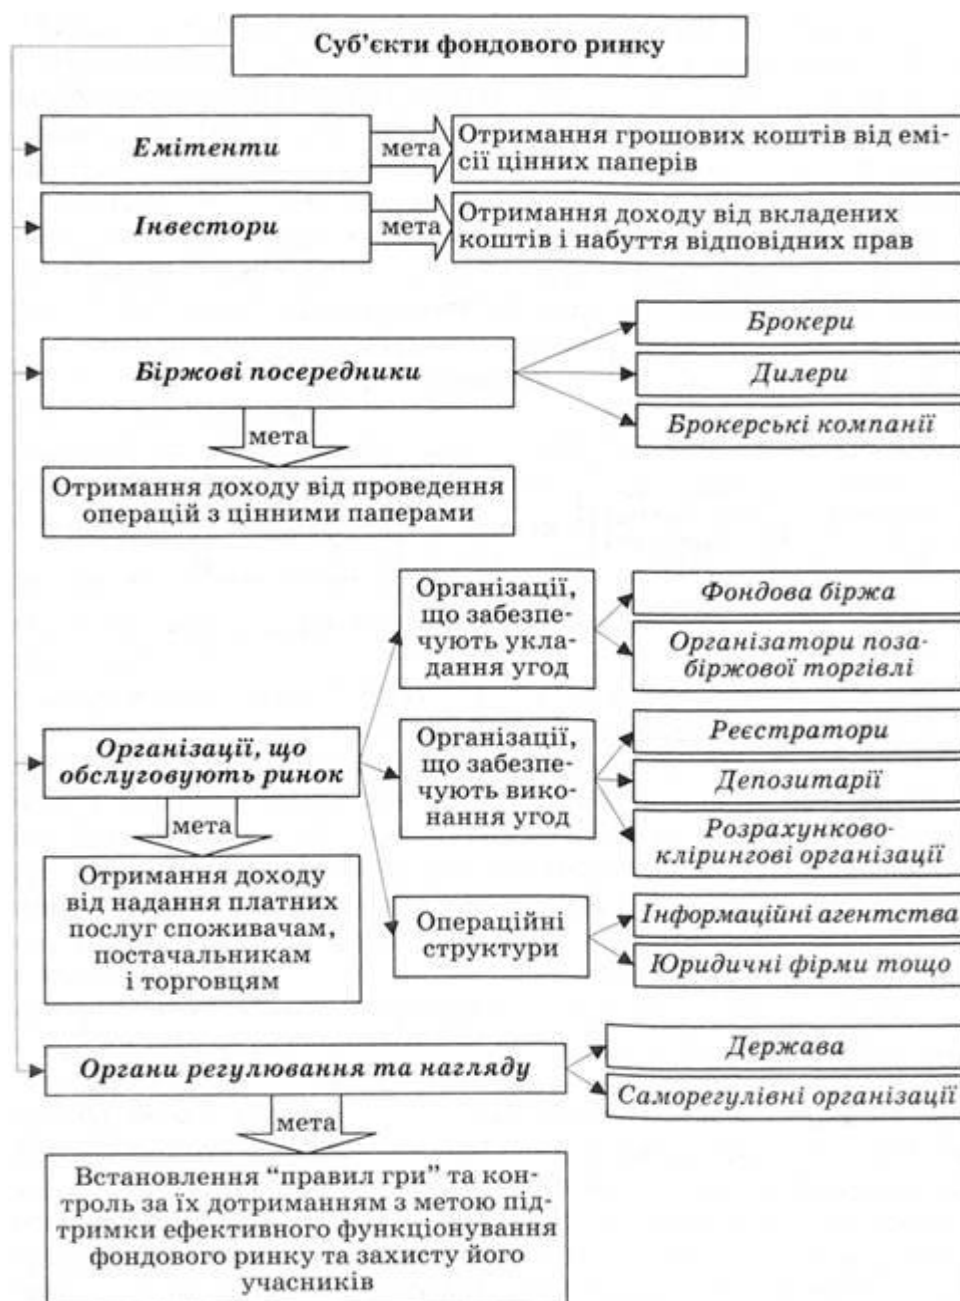 Суб’єкти фондового ринку
Емітенти
мета
Отримання грошових коштів від емі-
сії цінних паперів
Інвестори
мета
Отримання доходу від вкладених
коштів і набуття відповідних прав
Біржові посередники
Брокери
Дилери
Брокерські компанії
мета
Отримання доходу від проведення
операцій з цінними паперами
Організації, що
обслуговують ринок
мета
Отримання доходу
від надання платних
послуг споживачам,
постачальникам
і торговцям
Організації,
що забезпе-
чують укла-
дання угод
Фондова біржа
Організатори поза-
біржової торгівлі
Організації,
що забезпе-
чують вико-
нання угод
Реєстратори
Депозитарії
Розрахунково-
клірингові організації
Операційні
структури
Інформаційні агентства
Юридичні фірми тощо
Органи регулювання та нагляду
Держава
Саморегулівні організації
мета
Встановлення “правил гри” та кон-
троль за їх дотриманням з метою під-
тримки ефективного функціонування
фондового ринку та захисту його
учасників